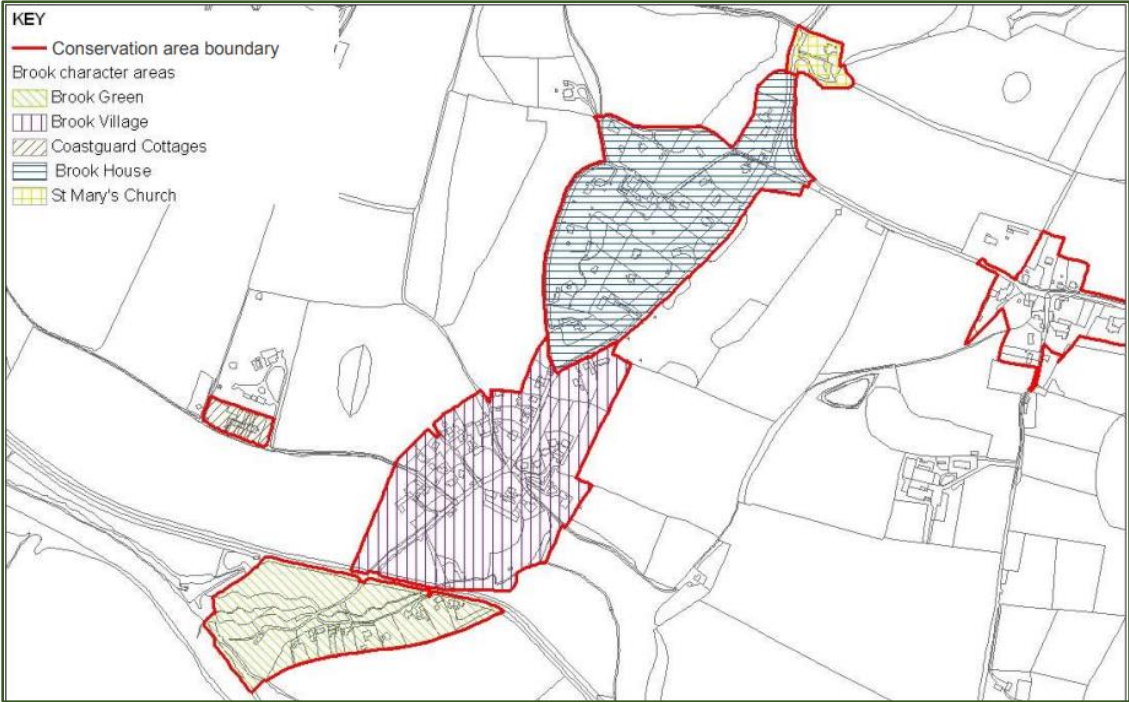 KEY
Conservation area boundary
Brook character areas
Brook Green
Brook Village
Coastguard Cottages
Brook House
St Mary's Church